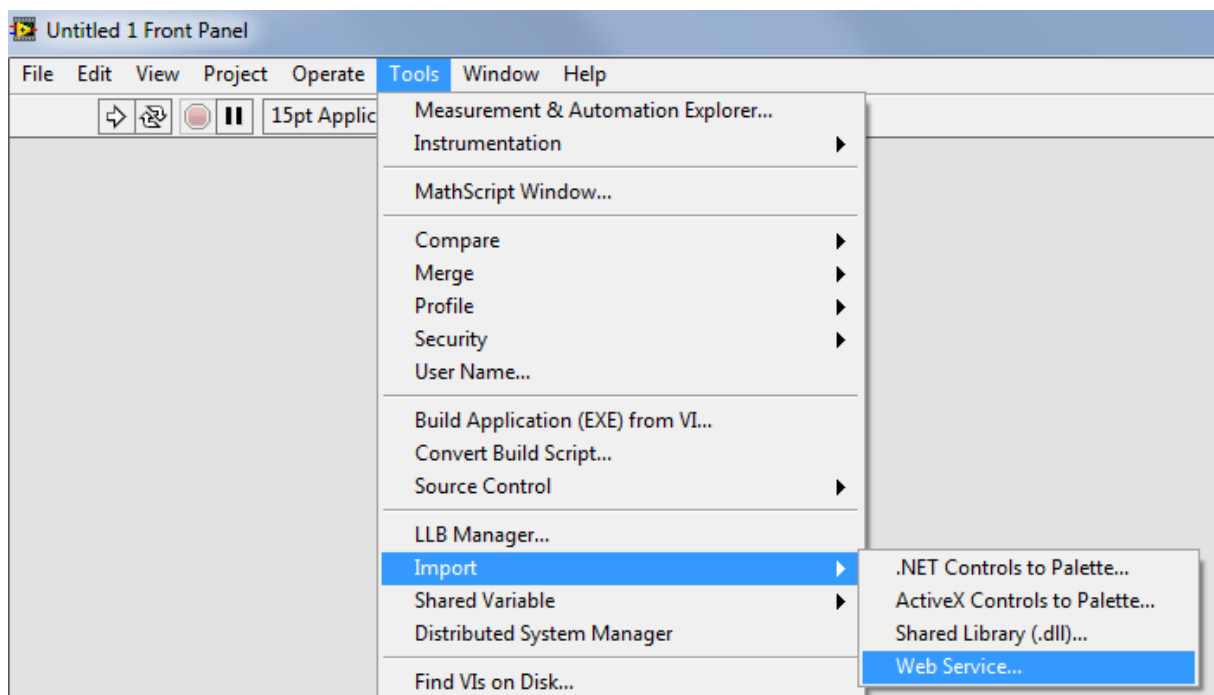 Untitled 1 Front Panel
File Edit View Project Operate Tools Window Help
15pt Applic
Measurement & Automation Explorer...
Instrumentation
MathScript Window...
Compare
Merge
Profile
Security
User Name...
Build Application (EXE) from VI...
Convert Build Script...
Source Control
LLB Manager...
Import
Shared Variable
Distributed System Manager
Find VIs on Disk...
.NET Controls to Palette...
ActiveX Controls to Palette...
Shared Library (.dll)...
Web Service...